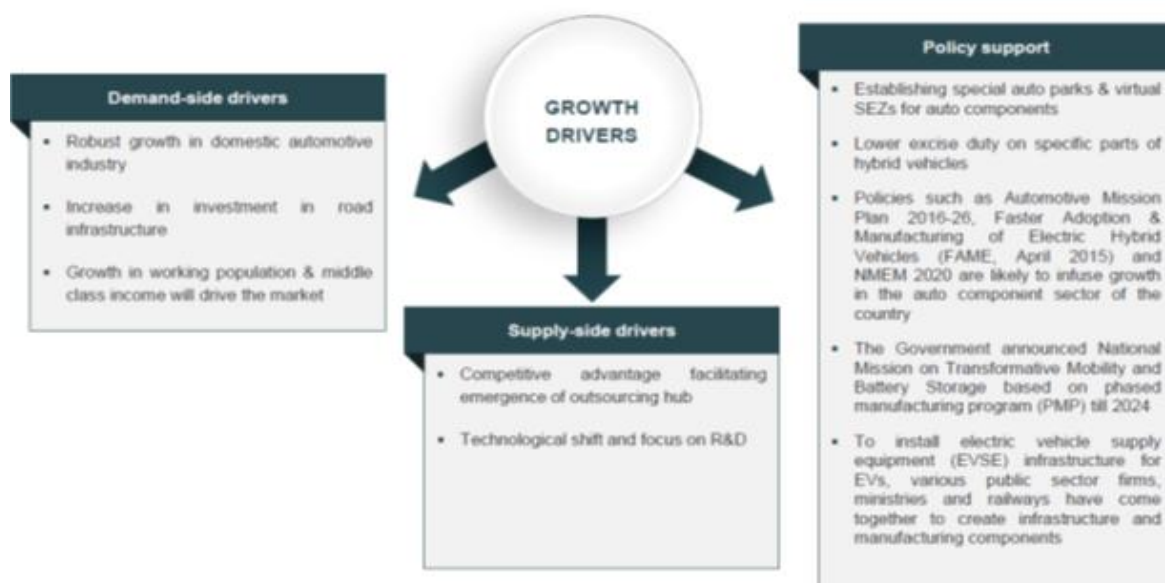 GROWTH
DRIVERS
Demand-side drivers
• Robust growth in domestic automotive
industry
• Increase in investment in road
infrastructure
• Growth in working population & middle
class income will drive the market
Supply-side drivers
• Competitive advantage facilitating
emergence of outsourcing hub
• Technological shift and focus on R&D
Policy support
• Establishing special auto parks & virtual
SEZs for auto components
• Lower excise duty on specific parts of
hybrid vehicles
• Policies such as Automotive Mission
Plan 2016-26, Faster Adoption &
Manufacturing of Electric Hybrid
Vehicles (FAME, April 2015) and
NMEM 2020 are likely to infuse growth
in the auto component sector of the
country
• The Government announced National
Mission on Transformative Mobility and
Battery Storage based on phased
manufacturing program (PMP) till 2024
• To install electric vehicle supply
equipment (EVSE) infrastructure for
EVs, various public sector firms,
ministries and railways have come
together to create infrastructure and
manufacturing components